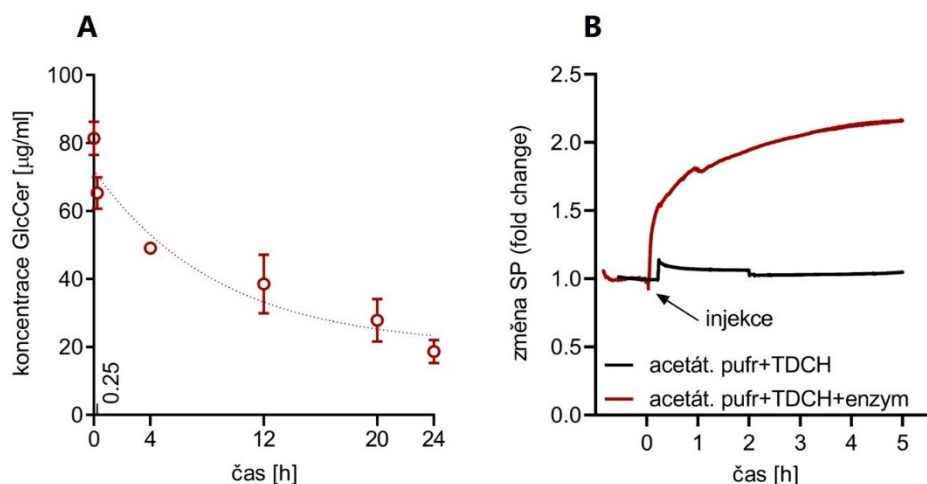 A
koncentrace GlcCer [µg/ml]
100
80
60
40
20
0
0.25
0
4
12
20
24
čas [h]
B
změna SP (fold change)
2.5
2.0
1.5
1.0
0.5
0.0
injekce
acetát. pufr+TDCH
acetát. pufr+TDCH+enzym
0
1
2
3
4
5
čas [h]